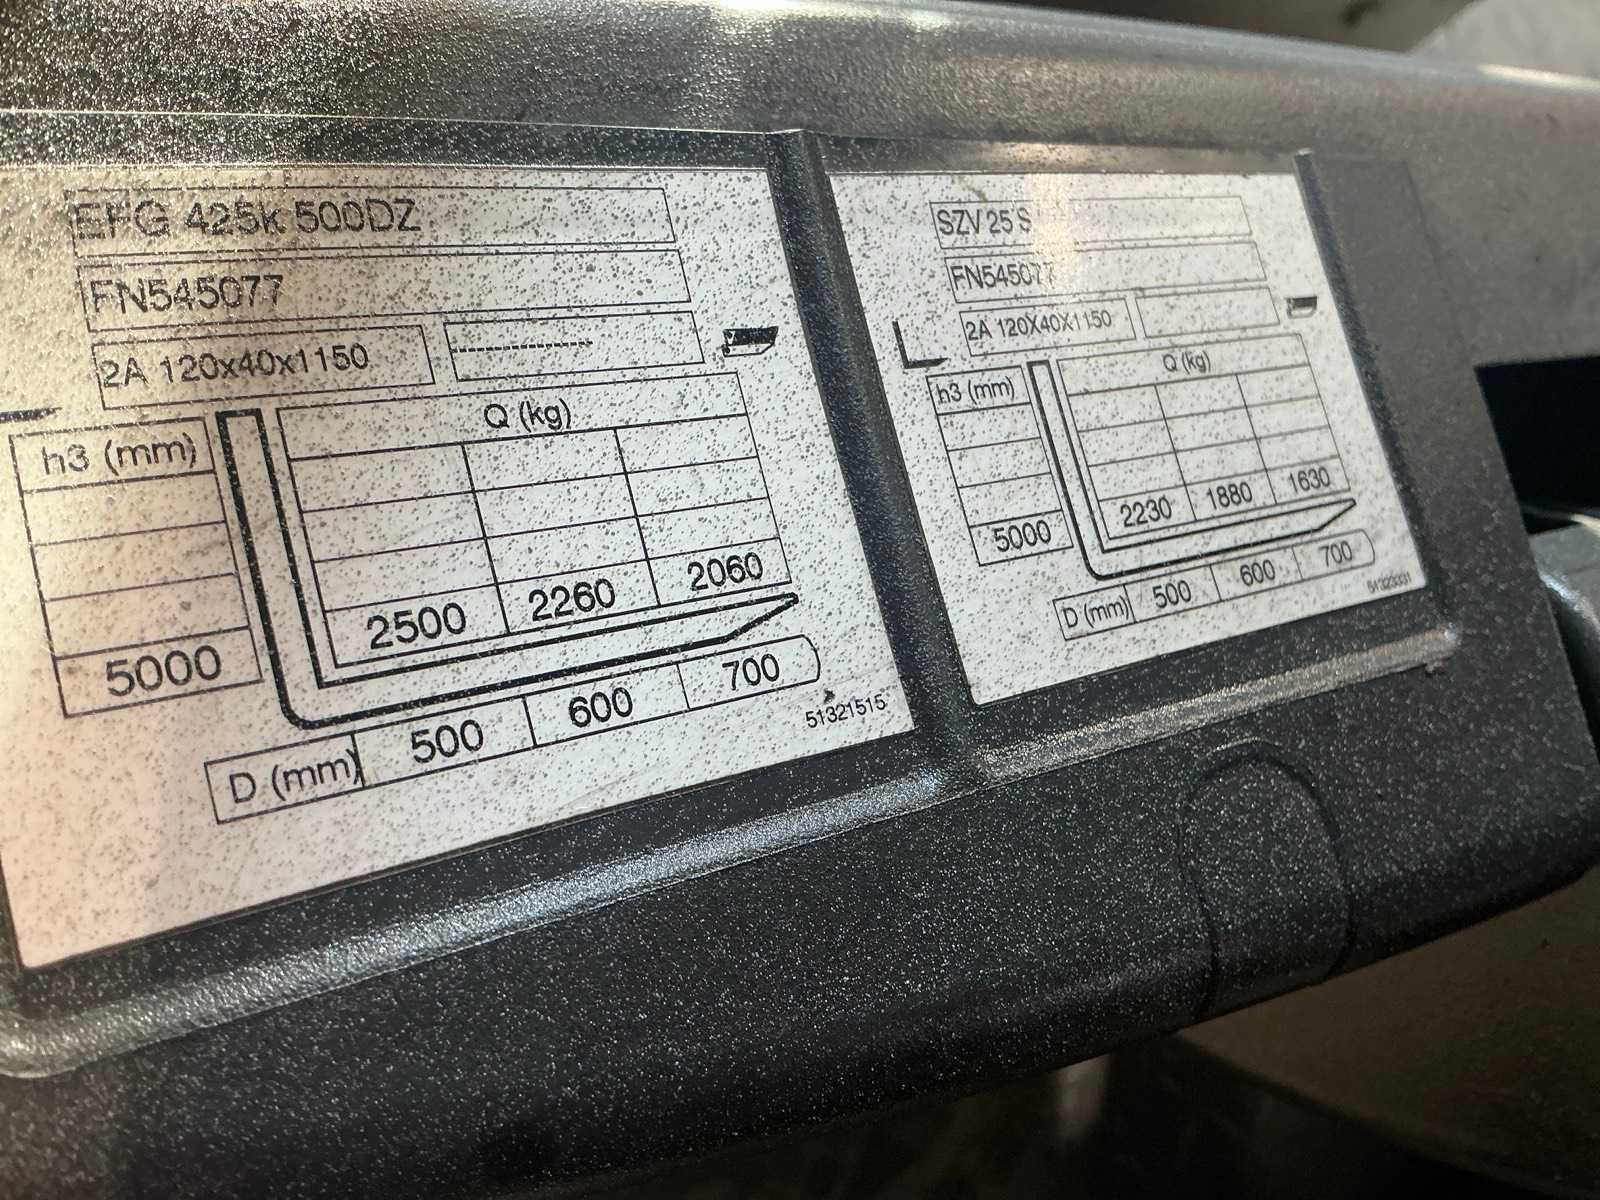 EFG 425k 500DZ
FN545077
2A 120x40x1150
h3 (mm)
Q (kg)
5000
2500 2260 2060
D (mm) 500 600 700
51321515
SZV 25 S
FN545077
2A 120X40X1150
h3 (mm)
Q (kg)
5000
2230 1880 1630
D (mm) 500 600 700